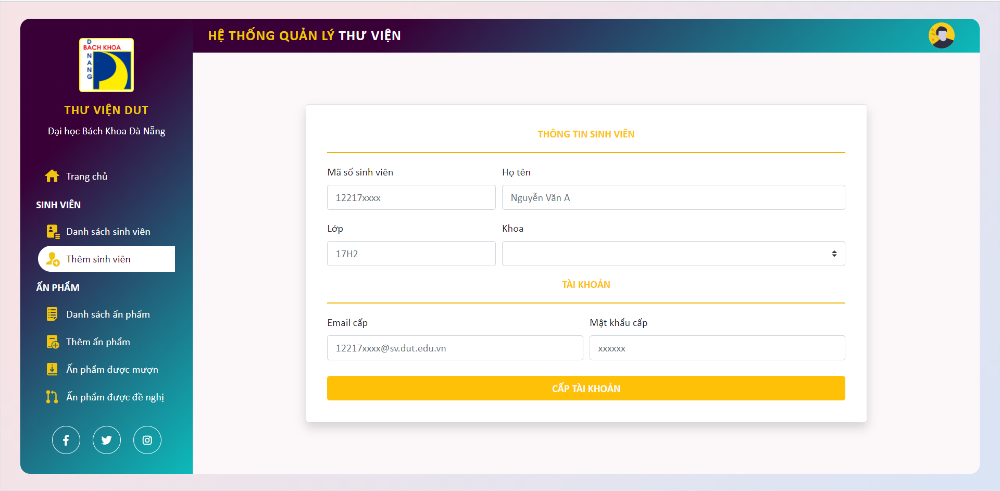 D
BÁCH KHOA
N
A
N
G
THƯ VIỆN DUT
Đại học Bách Khoa Đà Nẵng
Trang chủ
SINH VIÊN
Danh sách sinh viên
Thêm sinh viên
ẤN PHẨM
Danh sách ấn phẩm
Thêm ấn phẩm
Ấn phẩm được mượn
Ấn phẩm được đề nghị
HỆ THỐNG QUẢN LÝ THƯ VIỆN
THÔNG TIN SINH VIÊN
Mã số sinh viên
Họ tên
12217xxxx
Nguyễn Văn A
Lớp
Khoa
17H2
TÀI KHOẢN
Email cấp
Mật khẩu cấp
12217xxxx@sv.dut.edu.vn
xxxxxx
CẤP TÀI KHOẢN